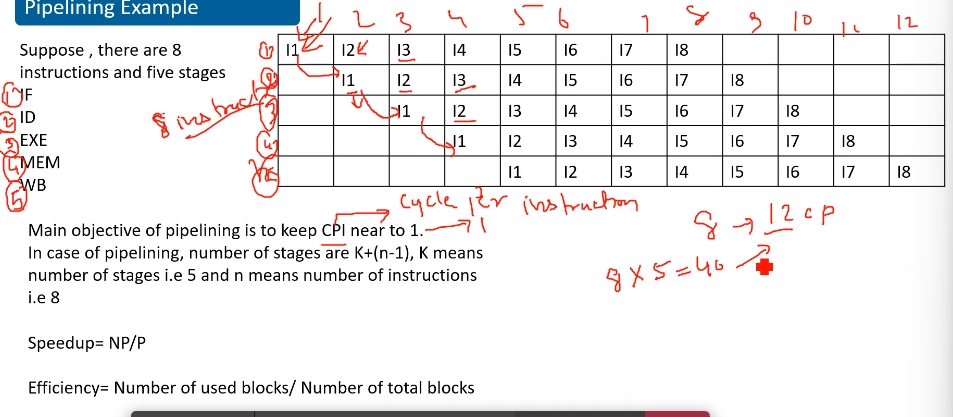 Pipelining Example
1 2 3 4 5 6 7 8 9 10 11 12
Suppose , there are 8
instructions and five stages
① IF
② ID
③ EXE
④ MEM
⑤ WB
8 instruct
① I1 I2 I3 I4 I5 I6 I7 I8
② I1 I2 I3 I4 I5 I6 I7 I8
③ I1 I2 I3 I4 I5 I6 I7 I8
④ I1 I2 I3 I4 I5 I6 I7 I8
I1 I2 I3 I4 I5 I6 I7 I8
cycle per instruction
Main objective of pipelining is to keep CPI near to 1. → 1
8 → 12 CP
In case of pipelining, number of stages are K+(n-1), K means
8 x 5 = 40
number of stages i.e 5 and n means number of instructions
i.e 8
Speedup= NP/P
Efficiency= Number of used blocks/ Number of total blocks